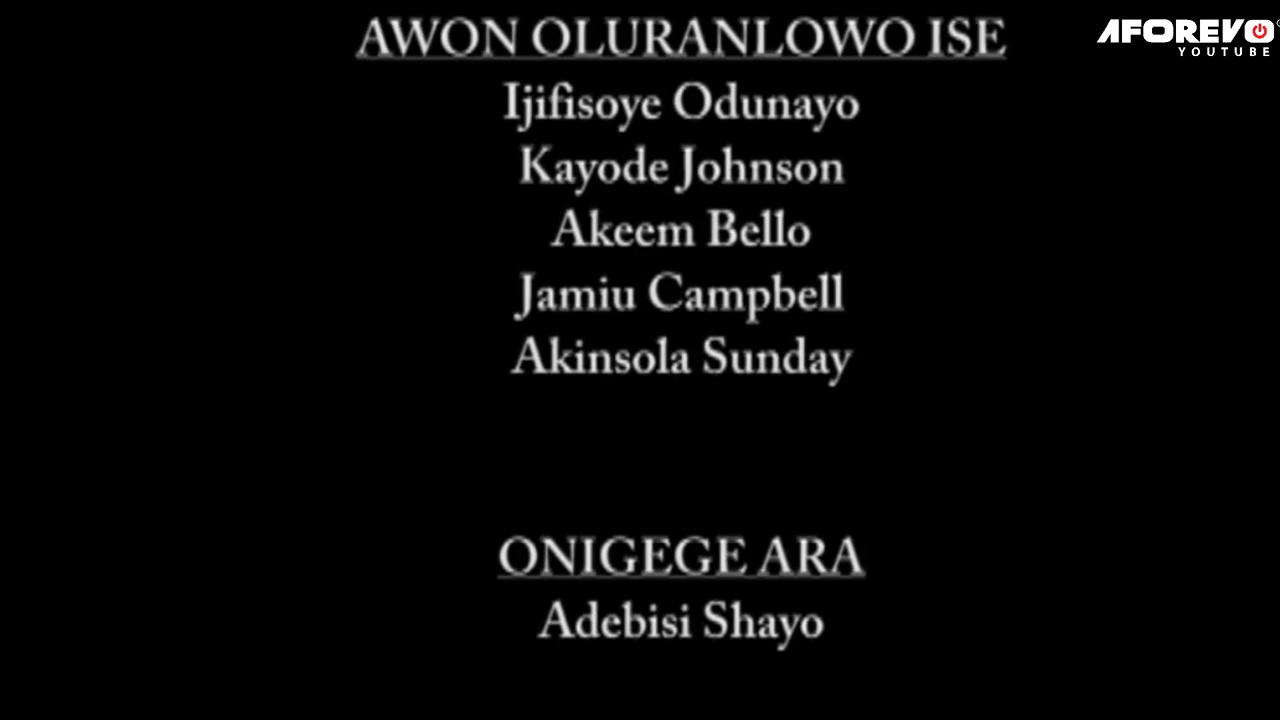 AWON OLURANLOWO ISE
Ijifisoye Odunayo
Kayode Johnson
Akeem Bello
Jamiu Campbell
Akinsola Sunday
ONIGEGE ARA
Adebisi Shayo
AFOREVO
YOUTUBE